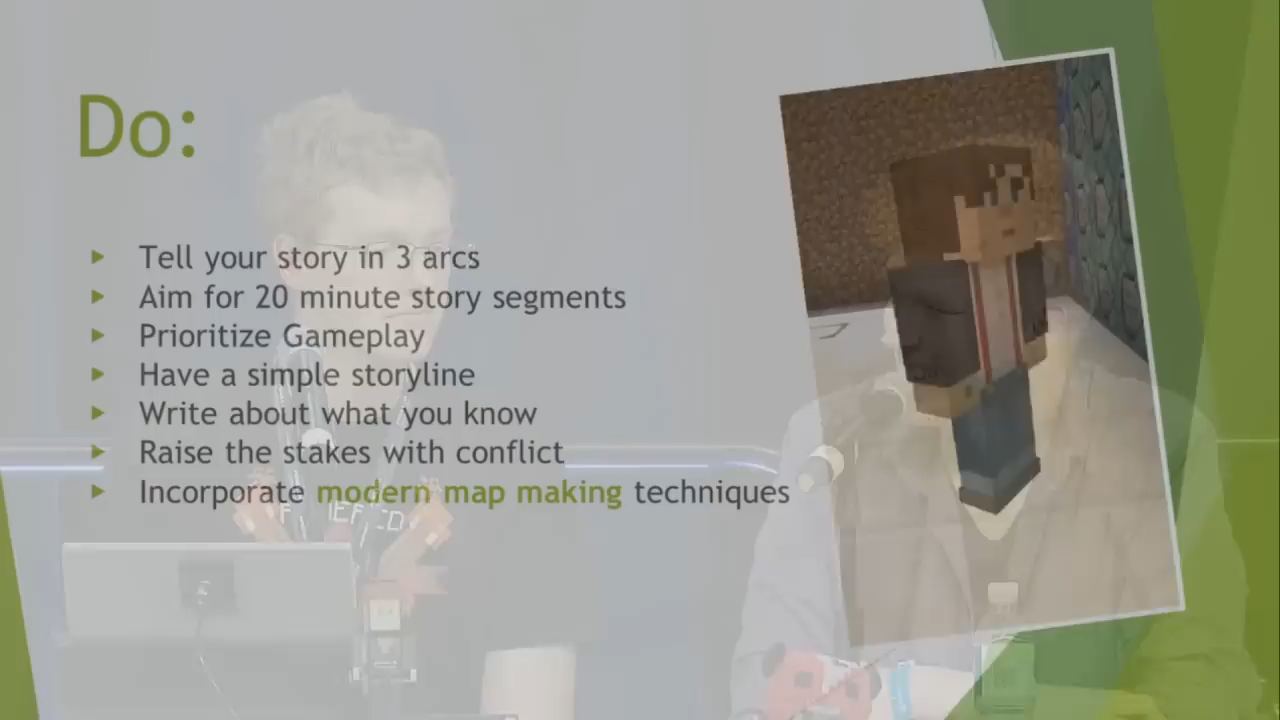 Do:
Tell your story in 3 arcs
Aim for 20 minute story segments
Prioritize Gameplay
Have a simple storyline
Write about what you know
Raise the stakes with conflict
Incorporate modern map making techniques